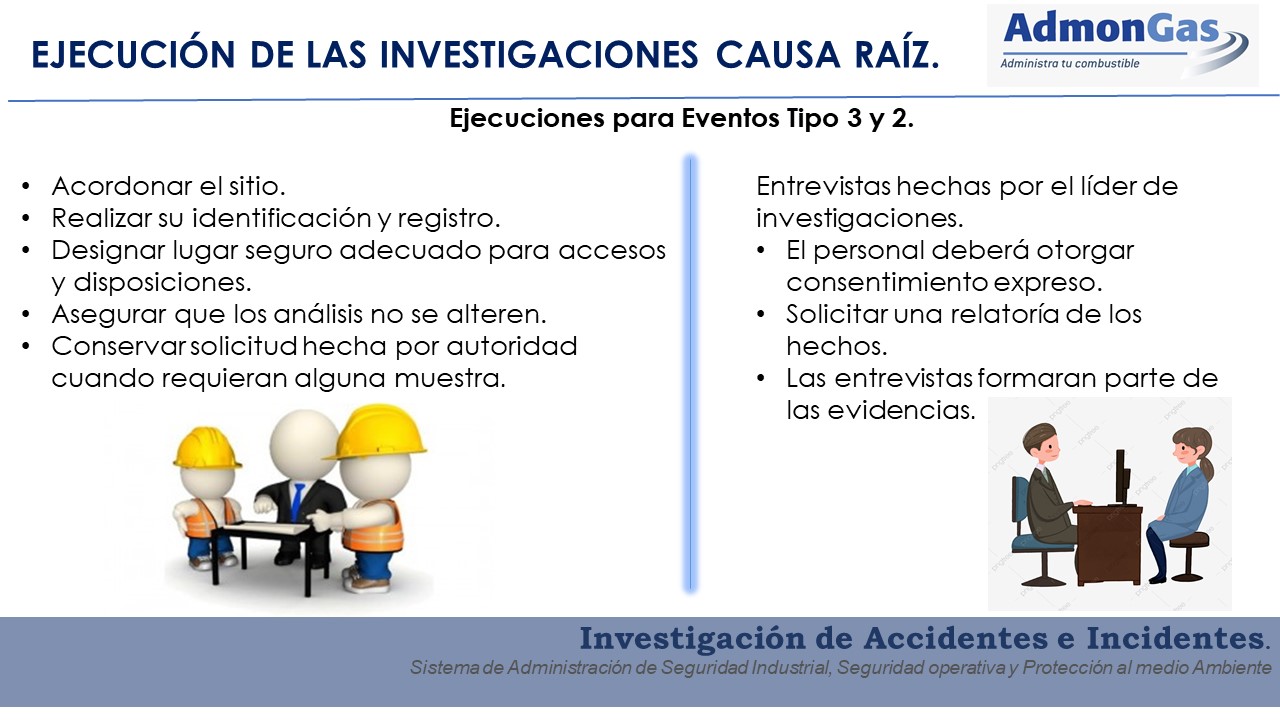 EJECUCIÓN DE LAS INVESTIGACIONES CAUSA RAÍZ.
AdmonGas
Administra tu combustible
Ejecuciones para Eventos Tipo 3 y 2.
• Acordonar el sitio.
• Realizar su identificación y registro.
• Designar lugar seguro adecuado para accesos
y disposiciones.
• Asegurar que los análisis no se alteren.
• Conservar solicitud hecha por autoridad
cuando requieran alguna muestra.
Entrevistas hechas por el líder de
investigaciones.
• El personal deberá otorgar
consentimiento expreso.
• Solicitar una relatoría de los
hechos.
• Las entrevistas formaran parte de
las evidencias.
Investigación de Accidentes e Incidentes.
Sistema de Administración de Seguridad Industrial, Seguridad operativa y Protección al medio Ambiente